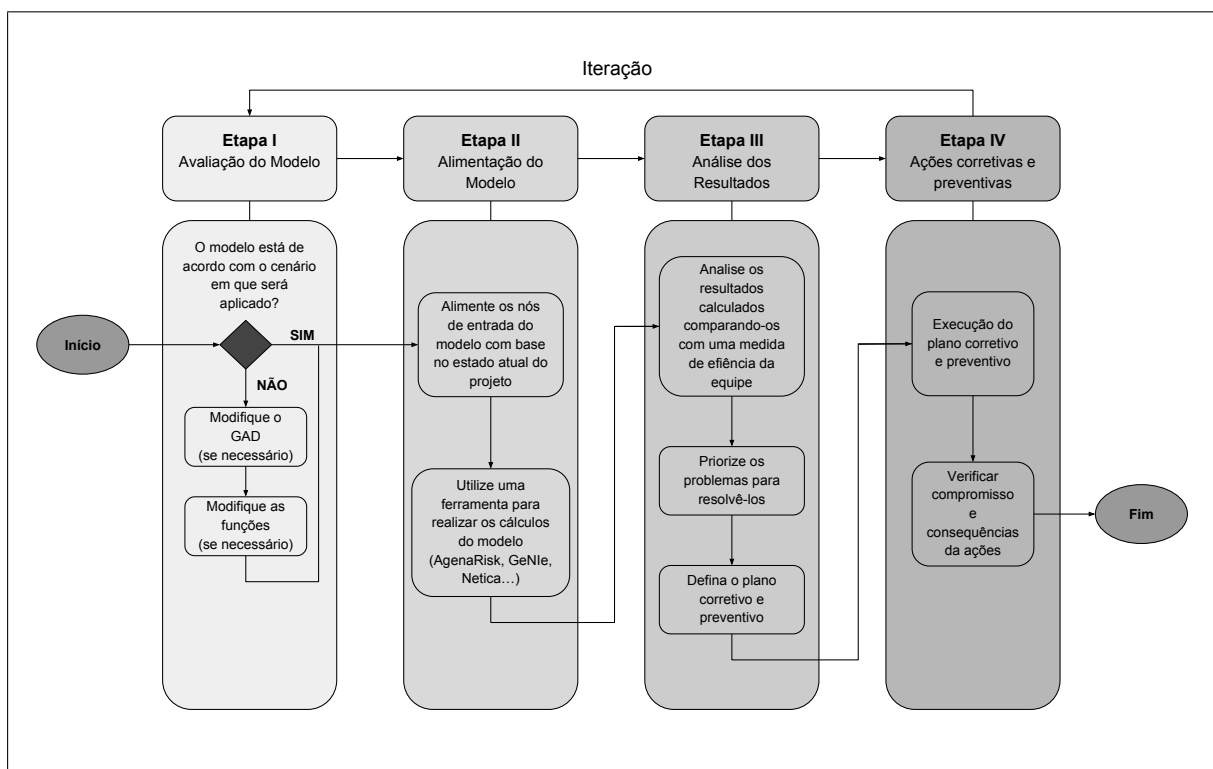 Iteração
Etapa I
Avaliação do Modelo
Etapa II
Alimentação do
Modelo
Etapa III
Análise dos
Resultados
Etapa IV
Ações corretivas e
preventivas
Início
O modelo está de
acordo com o cenário
em que será
aplicado?
SIM
NÃO
Modifique o
GAD
(se necessário)
Modifique as
funções
(se necessário)
Alimente os nós
de entrada do
modelo com base
no estado atual do
projeto
Utilize uma
ferramenta para
realizar os cálculos
do modelo
(AgenaRisk, GeNIe,
Netica…)
Analise os
resultados
calculados
comparando-os
com uma medida
de efiência da
equipe
Priorize os
problemas para
resolvê-los
Defina o plano
corretivo e
preventivo
Execução do
plano corretivo
e preventivo
Verificar
compromisso
e
consequências
da ações
Fim